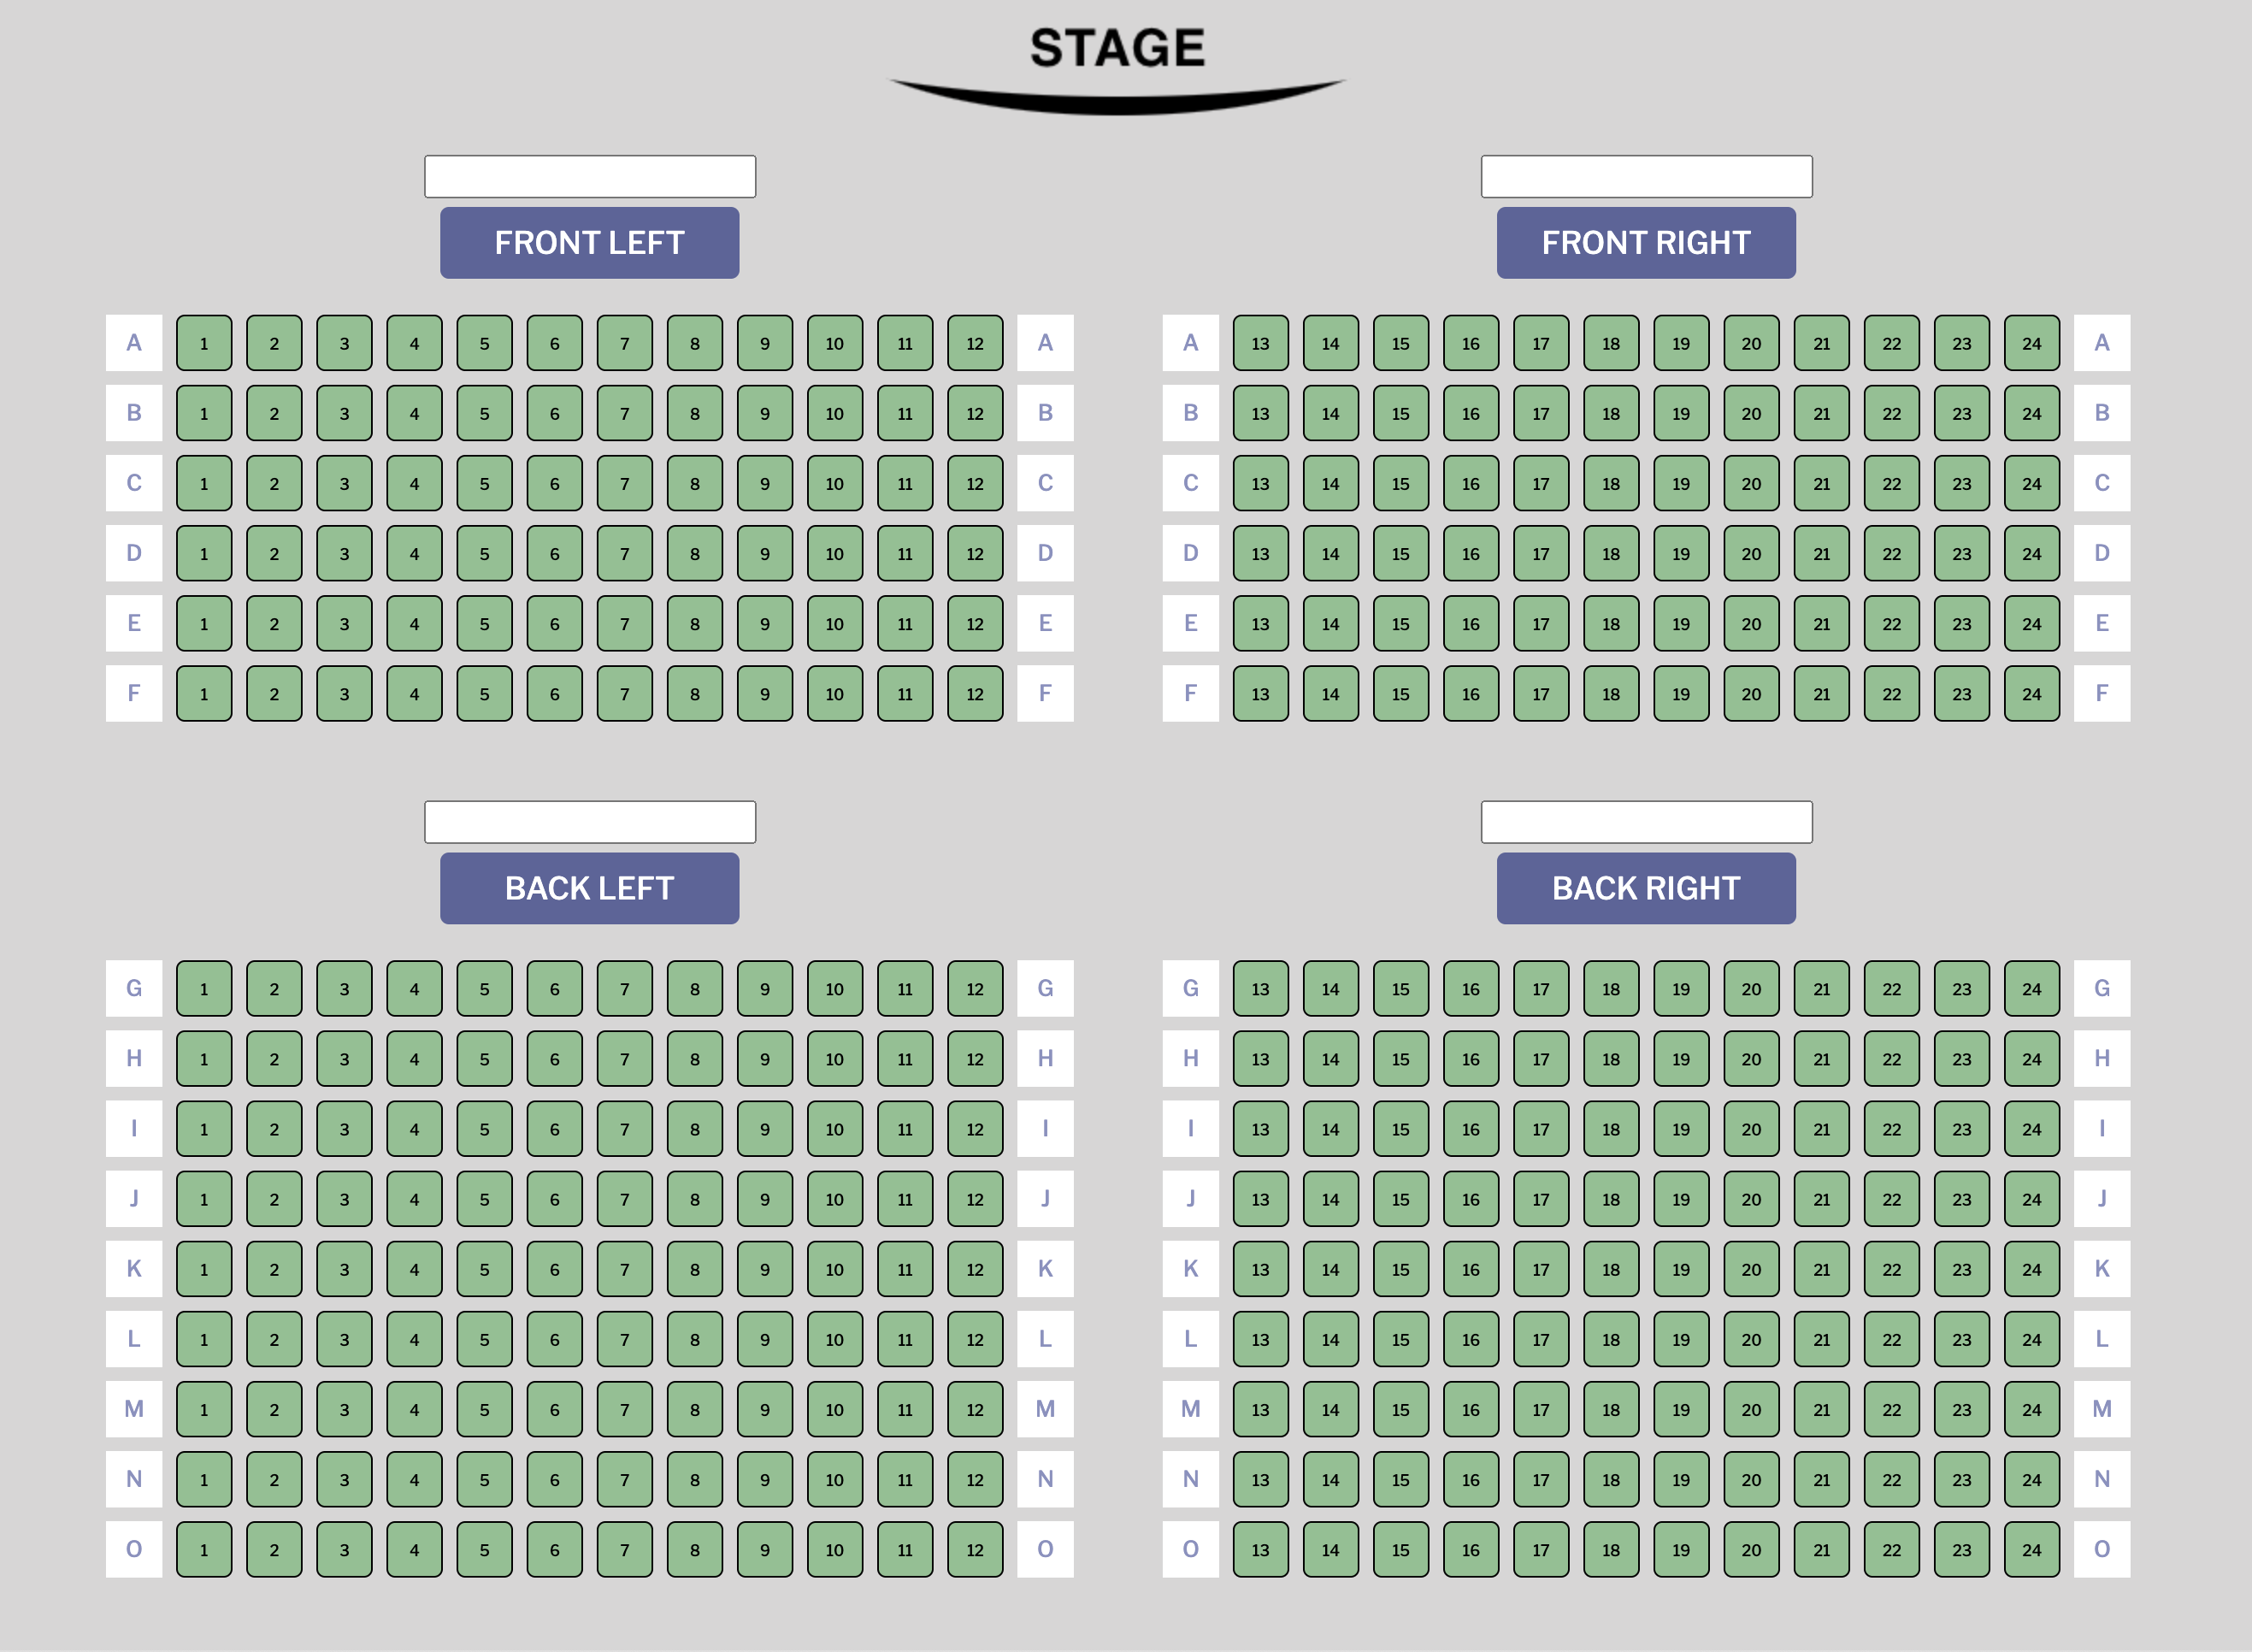 STAGE
FRONT LEFT
FRONT RIGHT
A 1 2 3 4 5 6 7 8 9 10 11 12 A A 13 14 15 16 17 18 19 20 21 22 23 24 A
B 1 2 3 4 5 6 7 8 9 10 11 12 B B 13 14 15 16 17 18 19 20 21 22 23 24 B
C 1 2 3 4 5 6 7 8 9 10 11 12 C C 13 14 15 16 17 18 19 20 21 22 23 24 C
D 1 2 3 4 5 6 7 8 9 10 11 12 D D 13 14 15 16 17 18 19 20 21 22 23 24 D
E 1 2 3 4 5 6 7 8 9 10 11 12 E E 13 14 15 16 17 18 19 20 21 22 23 24 E
F 1 2 3 4 5 6 7 8 9 10 11 12 F F 13 14 15 16 17 18 19 20 21 22 23 24 F
BACK LEFT
BACK RIGHT
G 1 2 3 4 5 6 7 8 9 10 11 12 G G 13 14 15 16 17 18 19 20 21 22 23 24 G
H 1 2 3 4 5 6 7 8 9 10 11 12 H H 13 14 15 16 17 18 19 20 21 22 23 24 H
I 1 2 3 4 5 6 7 8 9 10 11 12 I I 13 14 15 16 17 18 19 20 21 22 23 24 I
J 1 2 3 4 5 6 7 8 9 10 11 12 J J 13 14 15 16 17 18 19 20 21 22 23 24 J
K 1 2 3 4 5 6 7 8 9 10 11 12 K K 13 14 15 16 17 18 19 20 21 22 23 24 K
L 1 2 3 4 5 6 7 8 9 10 11 12 L L 13 14 15 16 17 18 19 20 21 22 23 24 L
M 1 2 3 4 5 6 7 8 9 10 11 12 M M 13 14 15 16 17 18 19 20 21 22 23 24 M
N 1 2 3 4 5 6 7 8 9 10 11 12 N N 13 14 15 16 17 18 19 20 21 22 23 24 N
O 1 2 3 4 5 6 7 8 9 10 11 12 O O 13 14 15 16 17 18 19 20 21 22 23 24 O